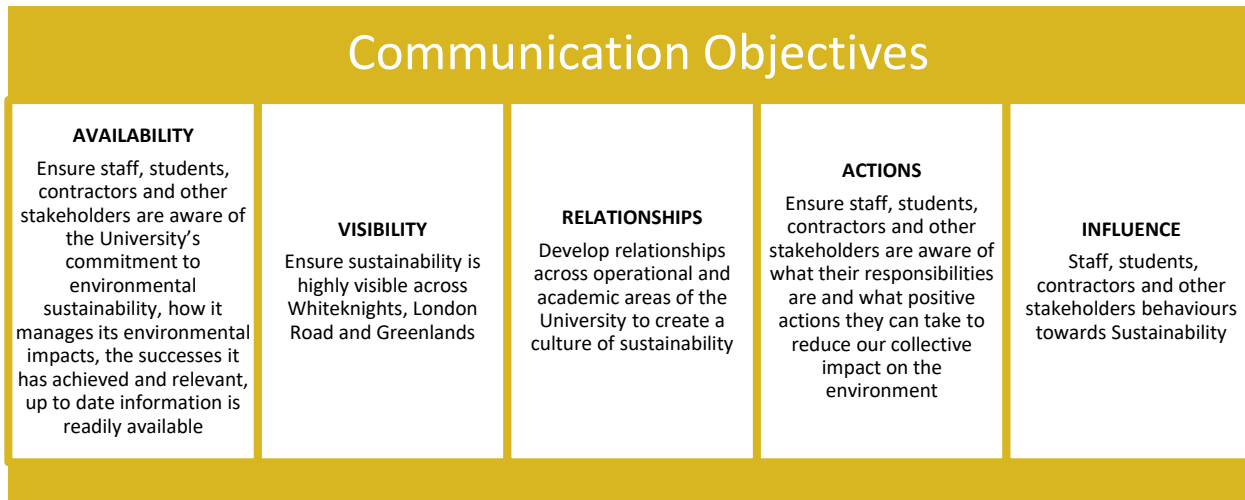 Communication Objectives
AVAILABILITY
Ensure staff, students,
contractors and other
stakeholders are aware of
the University’s
commitment to
environmental
sustainability, how it
manages its environmental
impacts, the successes it
has achieved and relevant,
up to date information is
readily available
VISIBILITY
Ensure sustainability is
highly visible across
Whiteknights, London
Road and Greenlands
RELATIONSHIPS
Develop relationships
across operational and
academic areas of the
University to create a
culture of sustainability
ACTIONS
Ensure staff, students,
contractors and other
stakeholders are aware of
what their responsibilities
are and what positive
actions they can take to
reduce our collective
impact on the
environment
INFLUENCE
Staff, students,
contractors and other
stakeholders behaviours
towards Sustainability